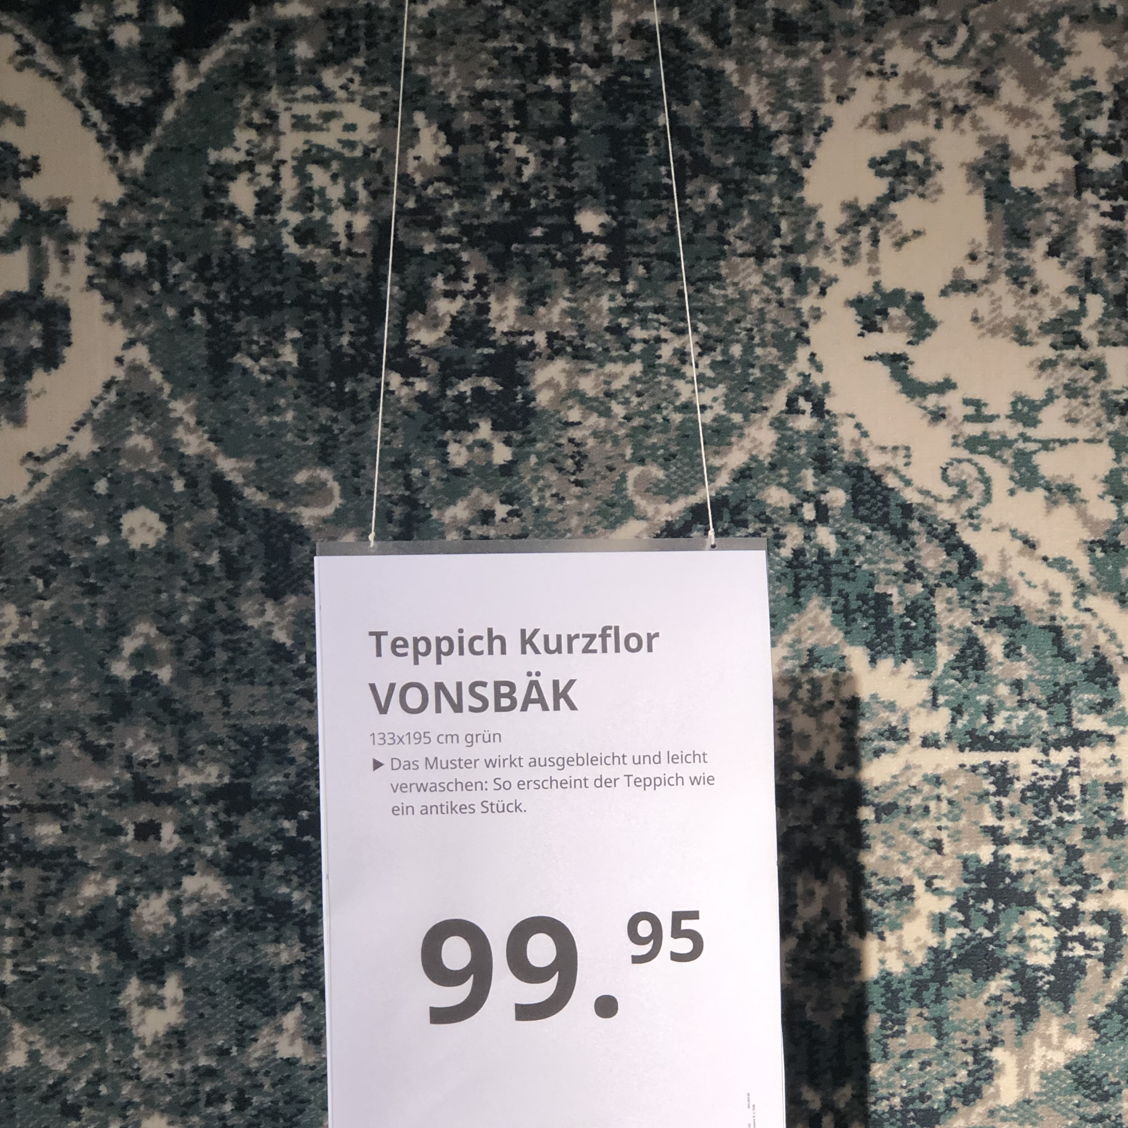 Teppich Kurzflor
VONSBÄK
133x195 cm grün
▶ Das Muster wirkt ausgebleicht und leicht
verwaschen: So erscheint der Teppich wie
ein antikes Stück.
99.95